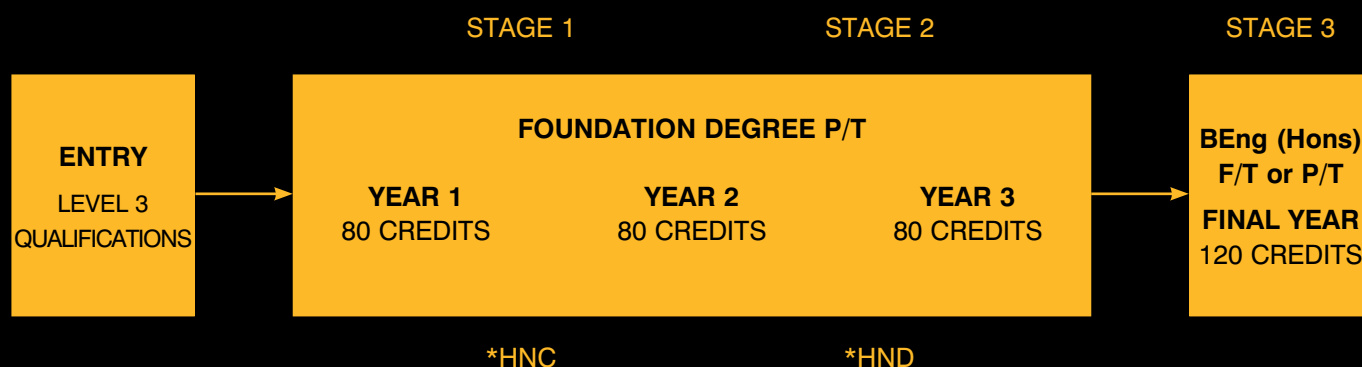 STAGE 1 STAGE 2 STAGE 3
ENTRY
LEVEL 3
QUALIFICATIONS
FOUNDATION DEGREE P/T
YEAR 1 YEAR 2 YEAR 3
80 CREDITS 80 CREDITS 80 CREDITS
BEng (Hons)
F/T or P/T
FINAL YEAR
120 CREDITS
*HNC *HND